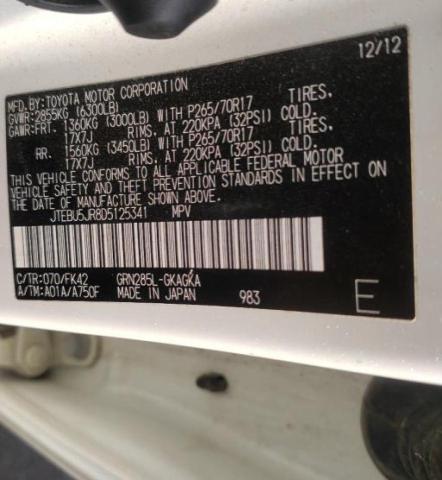 12/12
MFD.BY:TOYOTA MOTOR CORPORATION
GVWR:2855KG (6300LB)
GAWR:FRT. 1360KG (3000LB) WITH P265/70R17 TIRES,
17X7J RIMS, AT 220KPA (32PSI) COLD.
RR. 1560KG (3450LB) WITH P265/70R17 TIRES,
17X7J RIMS, AT 220KPA (32PSI) COLD.
THIS VEHICLE CONFORMS TO ALL APPLICABLE FEDERAL MOTOR
VEHICLE SAFETY AND THEFT PREVENTION STANDARDS IN EFFECT ON
THE DATE OF MANUFACTURE SHOWN ABOVE.
JTEBU5JR8D5125341 MPV
C/TR:070/FK42 GRN285L-GKAGKA
A/TM:A01A/A750F MADE IN JAPAN 983
E